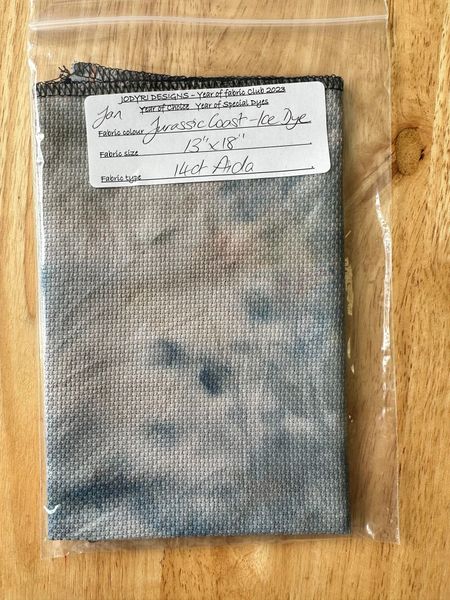 JODYRI DESIGNS - Year of fabric Club 2023
Jan Year of Choice Year of Special Dyes
Fabric colour Jurassic Coast - Ice Dye
Fabric size 13"x18"
Fabric type 14ct Aida